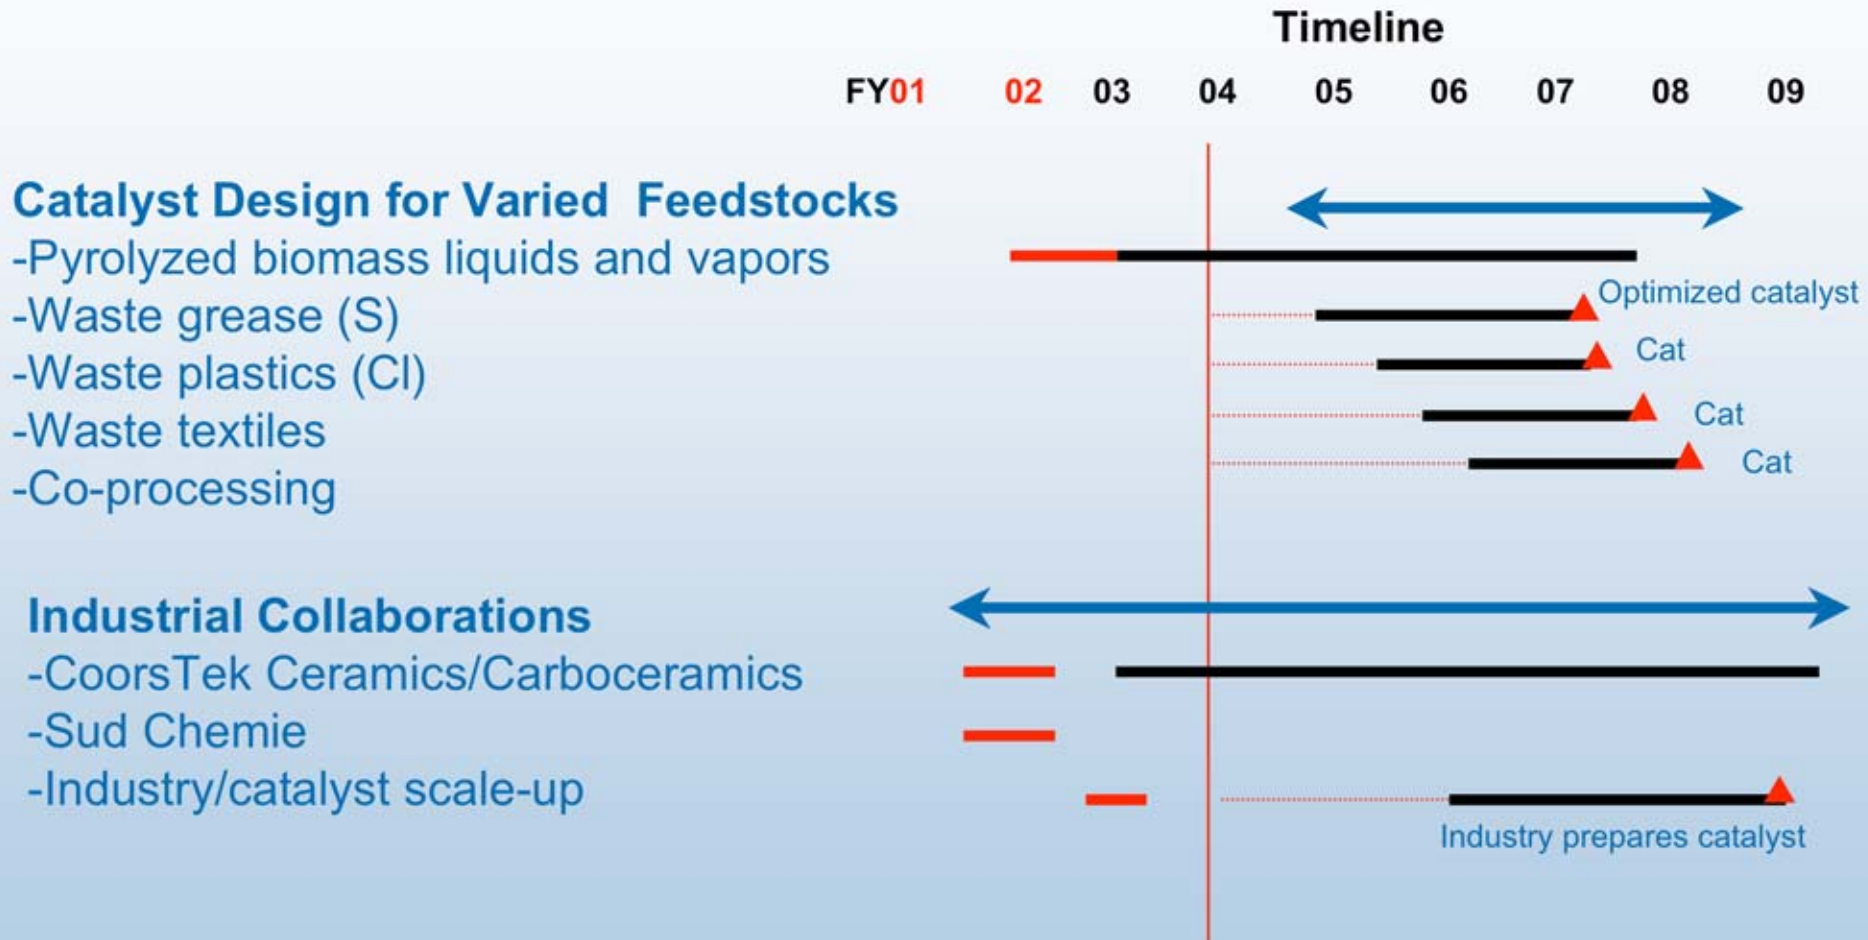 Timeline
FY01 02 03 04 05 06 07 08 09
Catalyst Design for Varied Feedstocks
-Pyrolyzed biomass liquids and vapors
Optimized catalyst
-Waste grease (S)
Cat
-Waste plastics (Cl)
Cat
-Waste textiles
Cat
-Co-processing
Industrial Collaborations
-CoorsTek Ceramics/Carboceramics
-Sud Chemie
-Industry/catalyst scale-up
Industry prepares catalyst